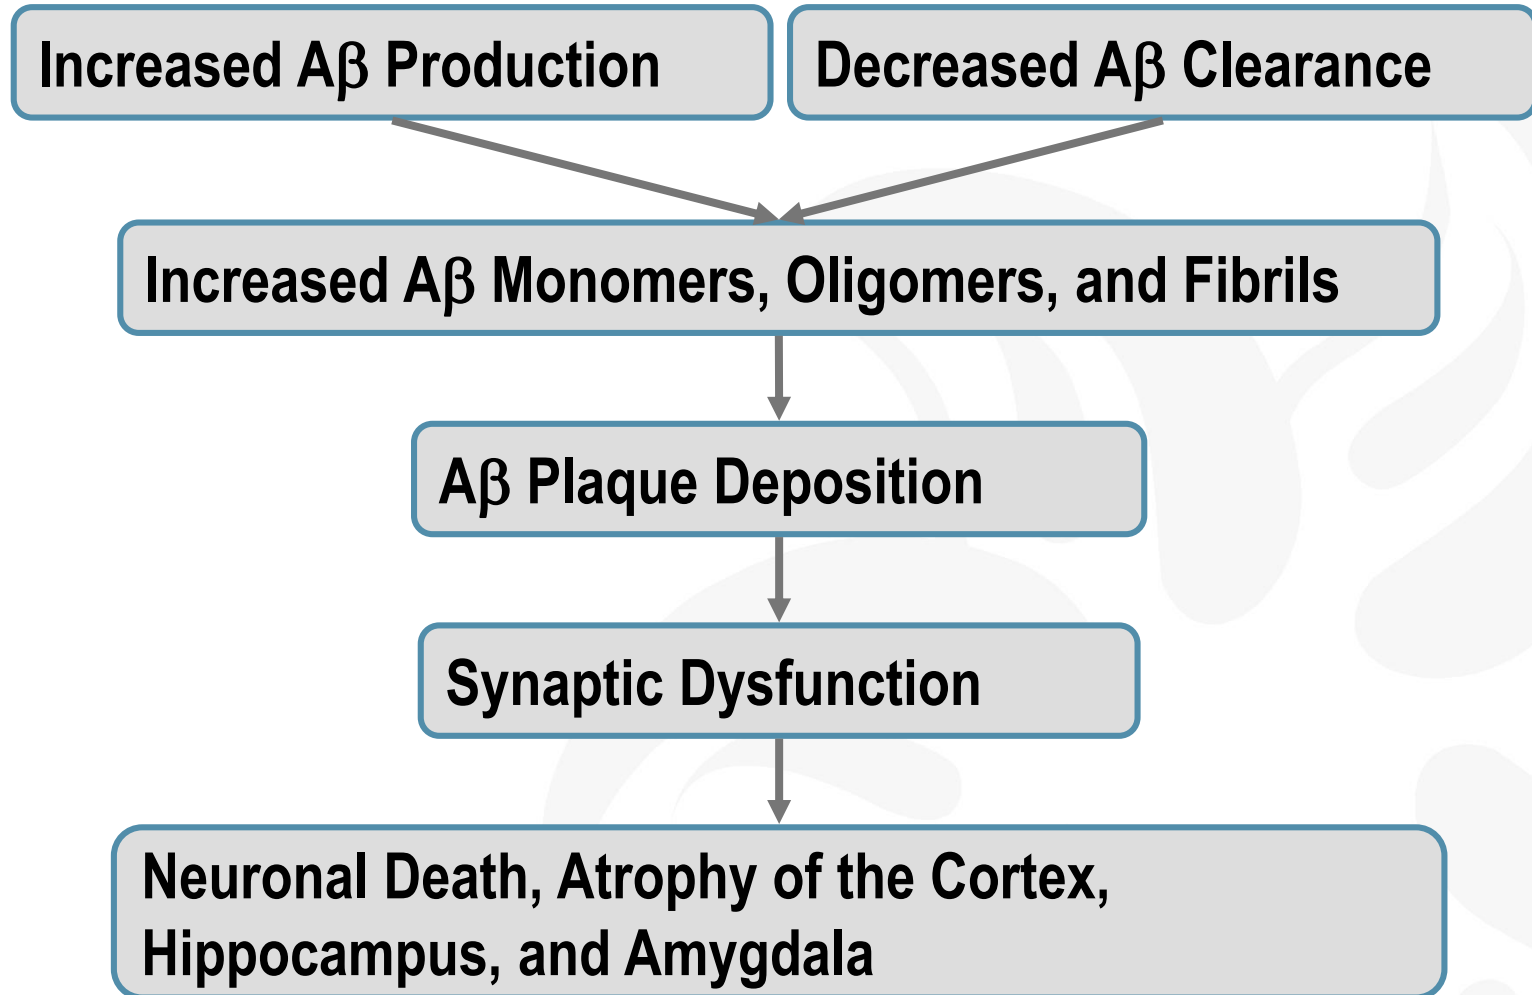 Increased Aβ Production
Decreased Aβ Clearance
Increased Aβ Monomers, Oligomers, and Fibrils
Aβ Plaque Deposition
Synaptic Dysfunction
Neuronal Death, Atrophy of the Cortex,
Hippocampus, and Amygdala